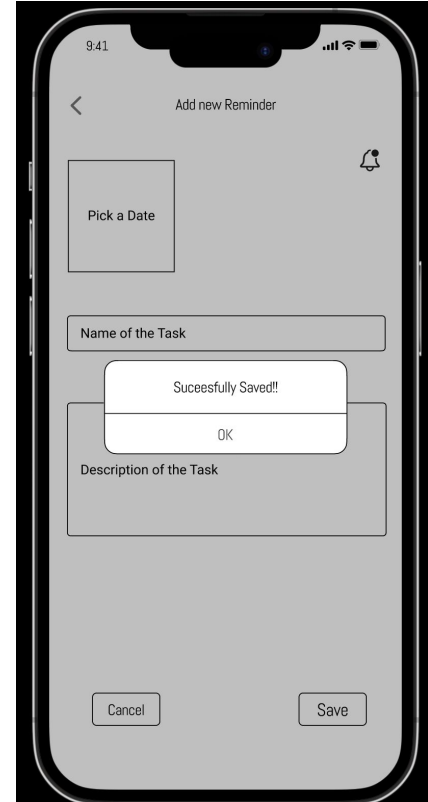 9:41
Add new Reminder
Pick a Date
Name of the Task
Suceesfully Saved!!
OK
Description of the Task
Cancel
Save